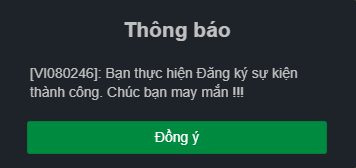 Thông báo
[VI080246]: Bạn thực hiện Đăng ký sự kiện
thành công. Chúc bạn may mắn !!!
Đồng ý